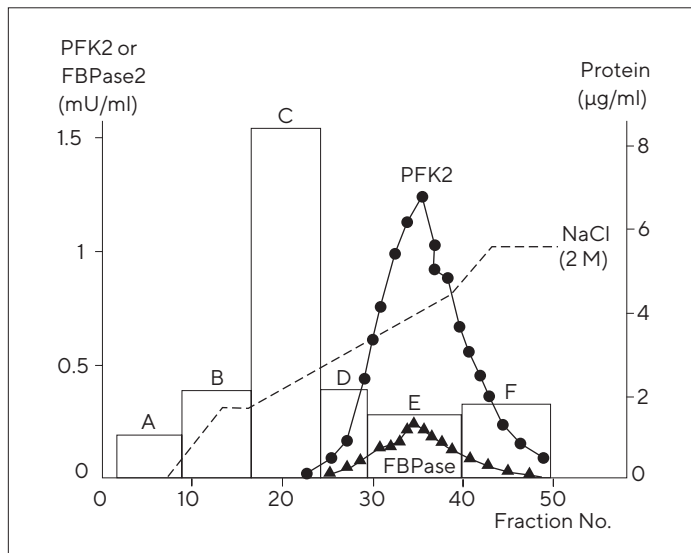 PFK2 or
FBPase2
(mU/ml)
Protein
(μg/ml)
1.5
1
0.5
0
8
6
4
2
0
C
PFK2
NaCl
(2 M)
B
D
A
E
F
FBPase
0 10 20 30 40 50
Fraction No.